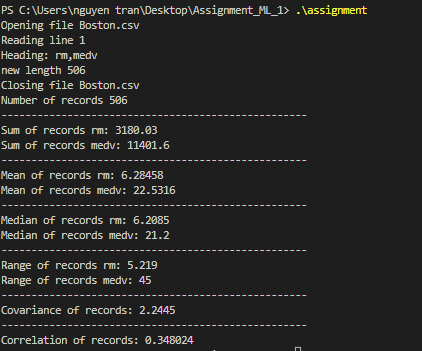 PS C:\Users\nguyen tran\Desktop\Assignment_ML_1> .\assignment
Opening file Boston.csv
Reading line 1
Heading: rm,medv
new length 506
Closing file Boston.csv
Number of records 506
--------------------------------------------------
Sum of records rm: 3180.03
Sum of records medv: 11401.6
--------------------------------------------------
Mean of records rm: 6.28458
Mean of records medv: 22.5316
--------------------------------------------------
Median of records rm: 6.2085
Median of records medv: 21.2
--------------------------------------------------
Range of records rm: 5.219
Range of records medv: 45
--------------------------------------------------
Covariance of records: 2.2445
--------------------------------------------------
Correlation of records: 0.348024